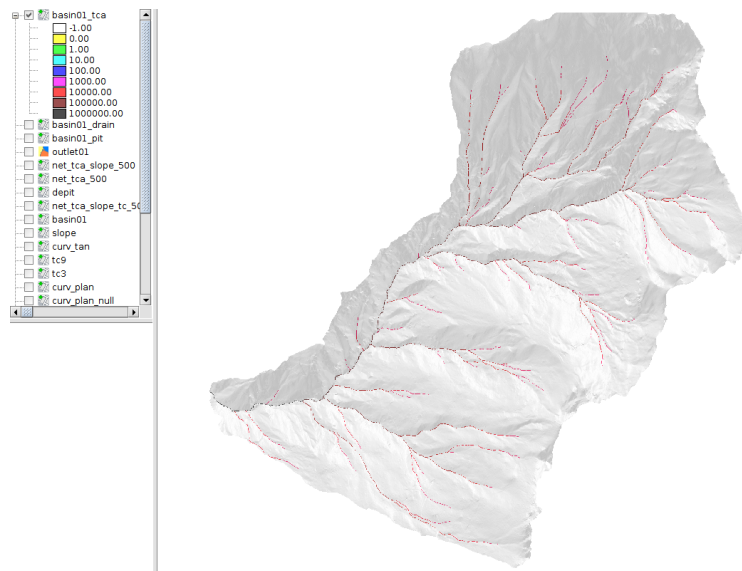 basin01_tca
-1.00
0.00
1.00
10.00
100.00
1000.00
10000.00
100000.00
1000000.00
basin01_drain
basin01_pit
outlet01
net_tca_slope_500
net_tca_500
depit
net_tca_slope_tc_50
basin01
slope
curv_tan
tc9
tc3
curv_plan
curv_plan_null